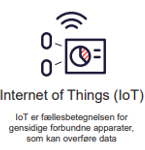 Internet of Things (IoT)
IoT er fællesbetegnelsen for
gensidige forbundne apparater,
som kan overføre data